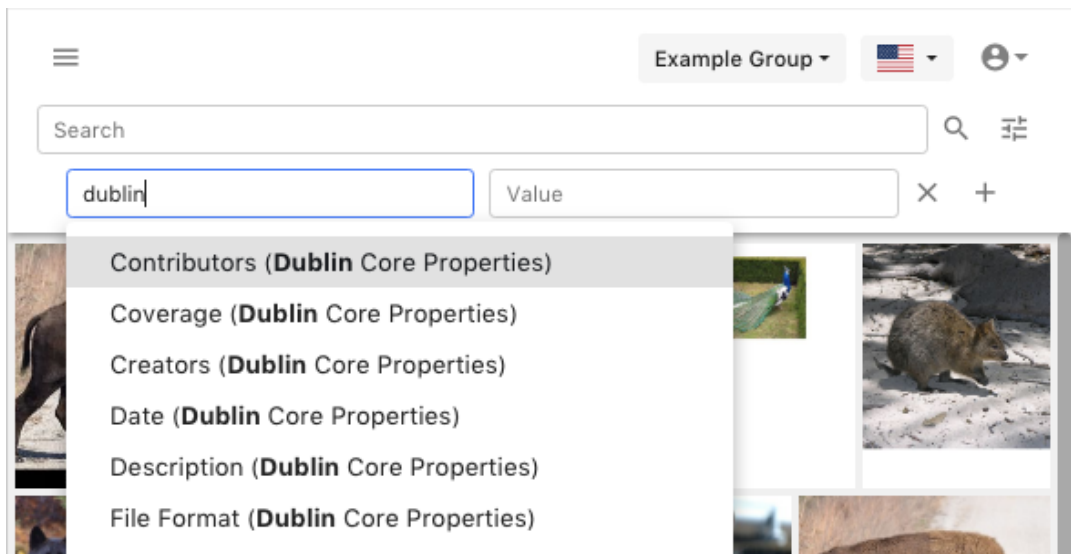 Example Group
Search
dublin
Value
Contributors (Dublin Core Properties)
Coverage (Dublin Core Properties)
Creators (Dublin Core Properties)
Date (Dublin Core Properties)
Description (Dublin Core Properties)
File Format (Dublin Core Properties)